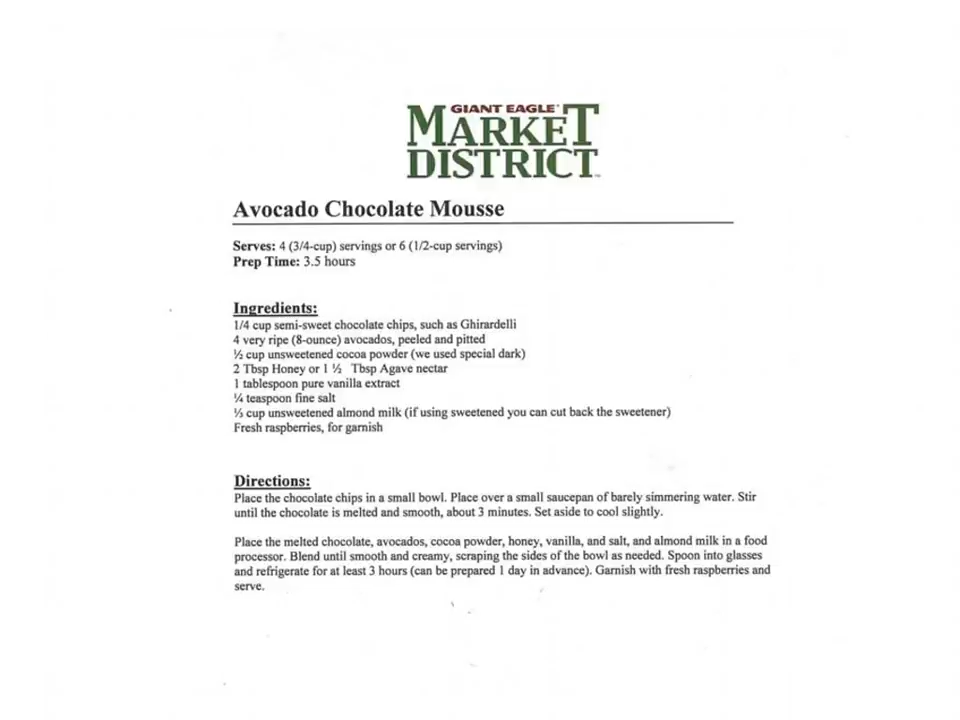 GIANT EAGLE
MARKET
DISTRICT
Avocado Chocolate Mousse
Serves: 4 (3/4-cup) servings or 6 (1/2-cup servings)
Prep Time: 3.5 hours
Ingredients:
1/4 cup semi-sweet chocolate chips, such as Ghirardelli
4 very ripe (8-ounce) avocados, peeled and pitted
½ cup unsweetened cocoa powder (we used special dark)
2 Tbsp Honey or 1 ½ Tbsp Agave nectar
1 tablespoon pure vanilla extract
¼ teaspoon fine salt
⅓ cup unsweetened almond milk (if using sweetened you can cut back the sweetener)
Fresh raspberries, for garnish
Directions:
Place the chocolate chips in a small bowl. Place over a small saucepan of barely simmering water. Stir
until the chocolate is melted and smooth, about 3 minutes. Set aside to cool slightly.
Place the melted chocolate, avocados, cocoa powder, honey, vanilla, and salt, and almond milk in a food
processor. Blend until smooth and creamy, scraping the sides of the bowl as needed. Spoon into glasses
and refrigerate for at least 3 hours (can be prepared 1 day in advance). Garnish with fresh raspberries and
serve.